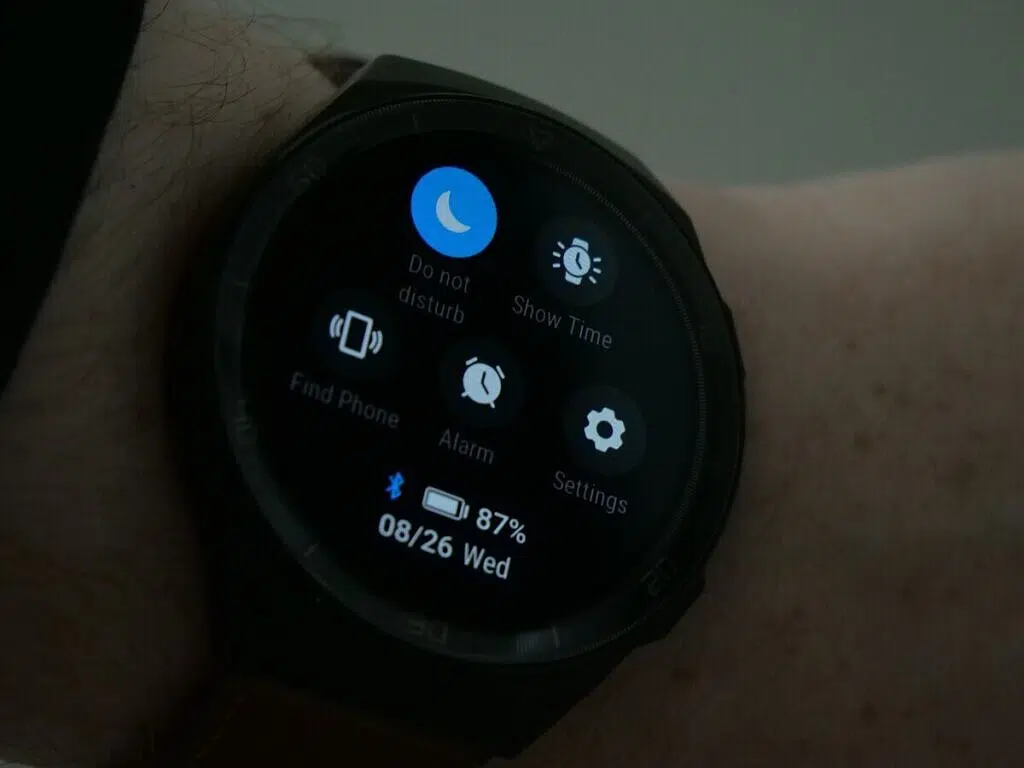 Do not
disturb
Show Time
Find Phone
Alarm
Settings
87%
08/26 Wed